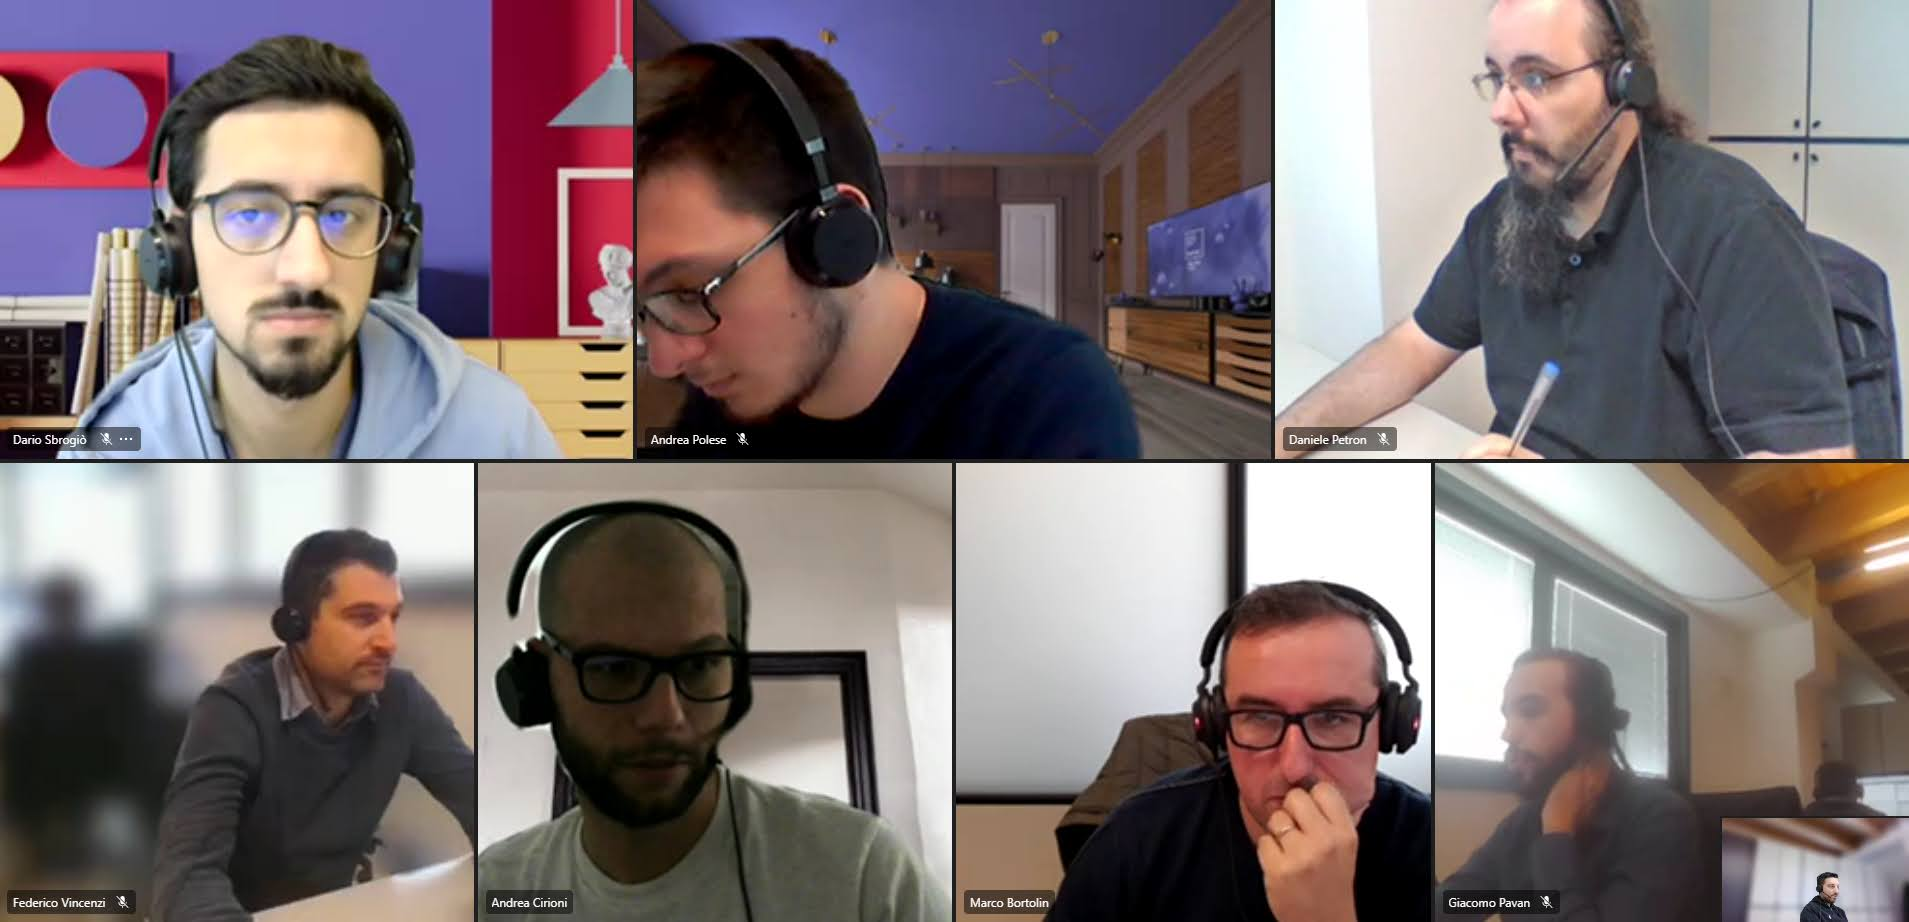 Dario Sbrogiò
Andrea Polese
Daniele Petron
Federico Vincenzi
Andrea Cirioni
Marco Bortolin
Giacomo Pavan